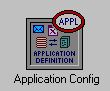 APPL
APPLICATION
DEFINITION
Application Config